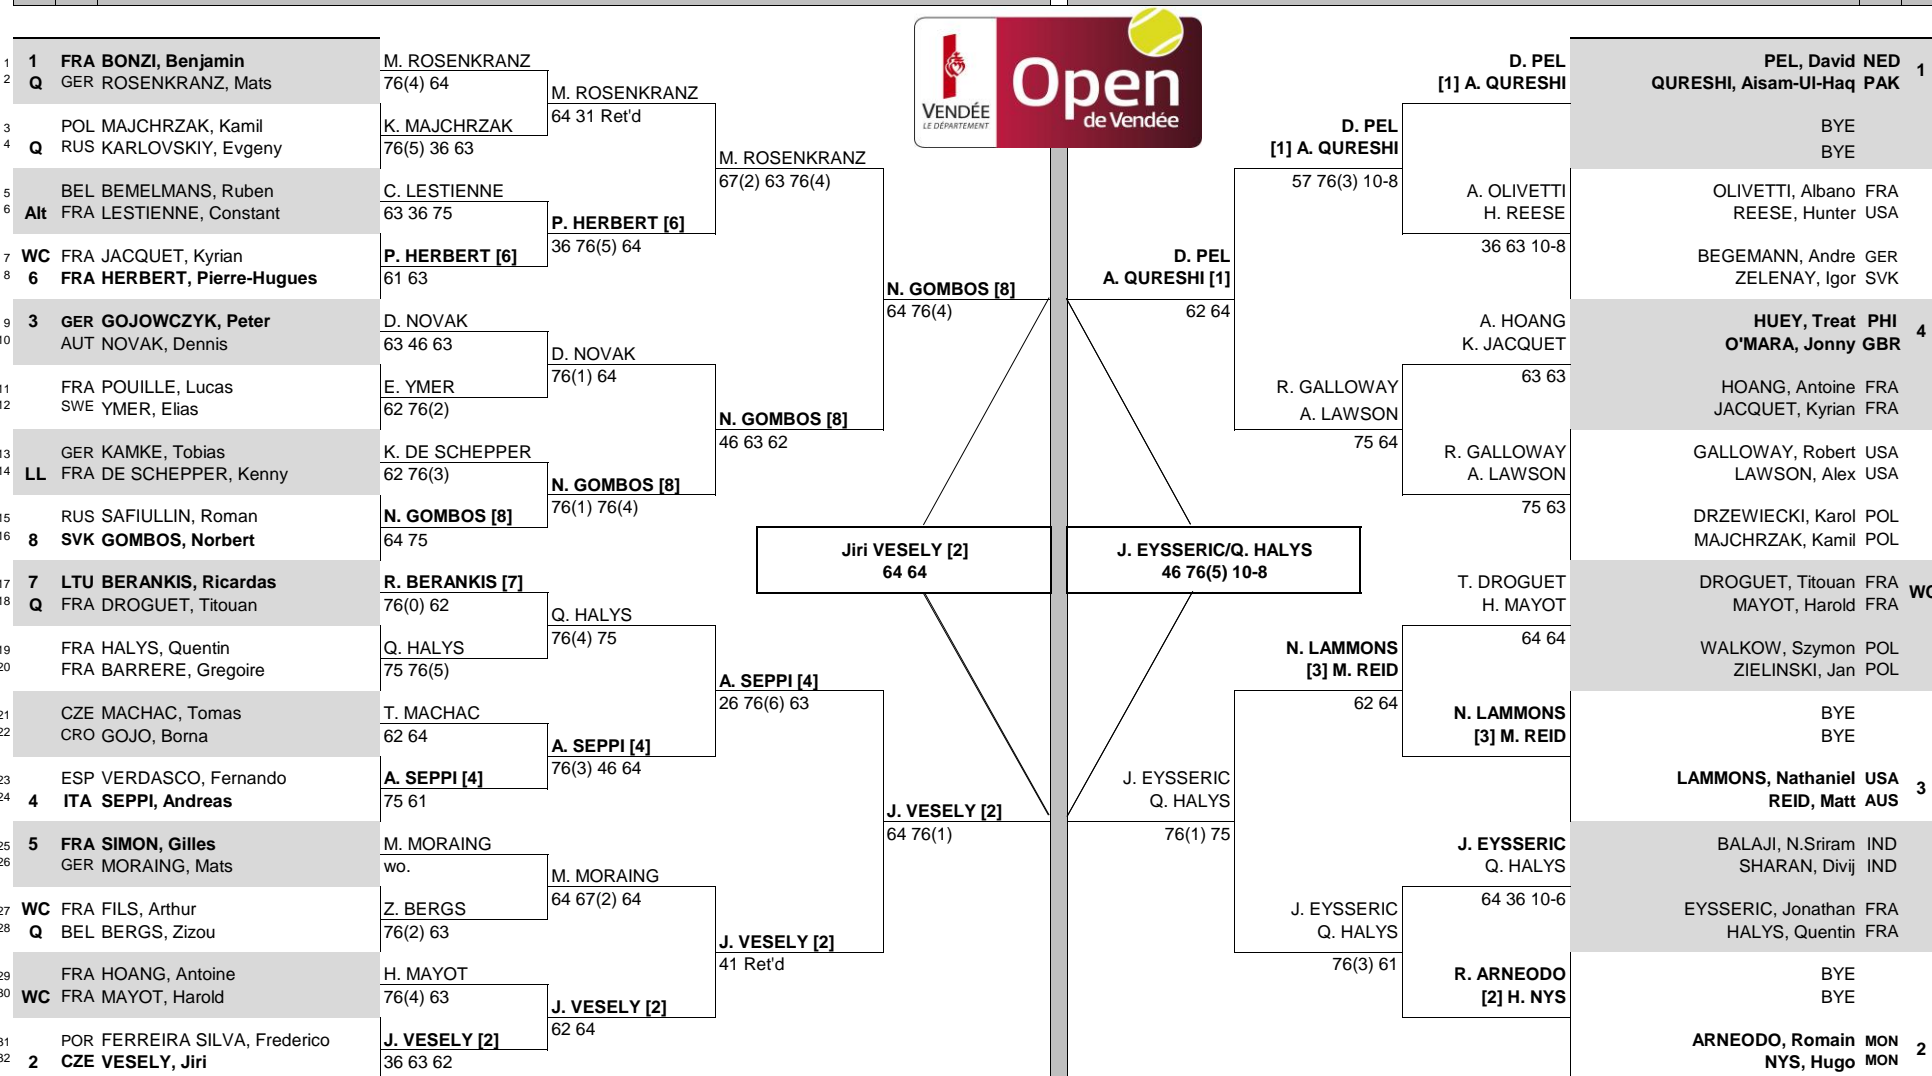 VENDÉE
LE DÉPARTEMENT
Open
de Vendée
1 1 FRA BONZI, Benjamin
2 Q GER ROSENKRANZ, Mats
3 POL MAJCHRZAK, Kamil
4 Q RUS KARLOVSKIY, Evgeny
5 BEL BEMELMANS, Ruben
6 Alt FRA LESTIENNE, Constant
7 WC FRA JACQUET, Kyrian
8 6 FRA HERBERT, Pierre-Hugues
9 3 GER GOJOWCZYK, Peter
10 AUT NOVAK, Dennis
11 FRA POUILLE, Lucas
12 SWE YMER, Elias
13 GER KAMKE, Tobias
14 LL FRA DE SCHEPPER, Kenny
15 RUS SAFIULLIN, Roman
16 8 SVK GOMBOS, Norbert
17 7 LTU BERANKIS, Ricardas
18 Q FRA DROGUET, Titouan
19 FRA HALYS, Quentin
20 FRA BARRERE, Gregoire
21 CZE MACHAC, Tomas
22 CRO GOJO, Borna
23 ESP VERDASCO, Fernando
24 4 ITA SEPPI, Andreas
25 5 FRA SIMON, Gilles
26 GER MORAING, Mats
27 WC FRA FILS, Arthur
28 Q BEL BERGS, Zizou
29 FRA HOANG, Antoine
30 WC FRA MAYOT, Harold
31 POR FERREIRA SILVA, Frederico
32 2 CZE VESELY, Jiri
M. ROSENKRANZ
76(4) 64
K. MAJCHRZAK
76(5) 36 63
C. LESTIENNE
63 36 75
P. HERBERT [6]
61 63
D. NOVAK
63 46 63
E. YMER
62 76(2)
K. DE SCHEPPER
62 76(3)
N. GOMBOS [8]
64 75
R. BERANKIS [7]
76(0) 62
Q. HALYS
75 76(5)
T. MACHAC
62 64
A. SEPPI [4]
75 61
M. MORAING
wo.
Z. BERGS
76(2) 63
H. MAYOT
76(4) 63
J. VESELY [2]
36 63 62
M. ROSENKRANZ
64 31 Ret'd
P. HERBERT [6]
36 76(5) 64
D. NOVAK
76(1) 64
N. GOMBOS [8]
76(1) 76(4)
Q. HALYS
76(4) 75
A. SEPPI [4]
76(3) 46 64
M. MORAING
64 67(2) 64
J. VESELY [2]
62 64
M. ROSENKRANZ
67(2) 63 76(4)
N. GOMBOS [8]
46 63 62
A. SEPPI [4]
26 76(6) 63
J. VESELY [2]
41 Ret'd
N. GOMBOS [8]
64 76(4)
J. VESELY [2]
64 76(1)
Jiri VESELY [2]
64 64
J. EYSSERIC/Q. HALYS
46 76(5) 10-8
D. PEL
A. QURESHI [1]
62 64
J. EYSSERIC
Q. HALYS
76(1) 75
D. PEL
[1] A. QURESHI
57 76(3) 10-8
R. GALLOWAY
A. LAWSON
75 64
N. LAMMONS
[3] M. REID
62 64
J. EYSSERIC
Q. HALYS
76(3) 61
D. PEL
[1] A. QURESHI
A. OLIVETTI
H. REESE
36 63 10-8
A. HOANG
K. JACQUET
63 63
R. GALLOWAY
A. LAWSON
75 63
T. DROGUET
H. MAYOT
64 64
N. LAMMONS
[3] M. REID
J. EYSSERIC
Q. HALYS
64 36 10-6
R. ARNEODO
[2] H. NYS
PEL, David NED 1
QURESHI, Aisam-Ul-Haq PAK
BYE
BYE
OLIVETTI, Albano FRA
REESE, Hunter USA
BEGEMANN, Andre GER
ZELENAY, Igor SVK
HUEY, Treat PHI 4
O'MARA, Jonny GBR
HOANG, Antoine FRA
JACQUET, Kyrian FRA
GALLOWAY, Robert USA
LAWSON, Alex USA
DRZEWIECKI, Karol POL
MAJCHRZAK, Kamil POL
DROGUET, Titouan FRA WC
MAYOT, Harold FRA
WALKOW, Szymon POL
ZIELINSKI, Jan POL
BYE
BYE
LAMMONS, Nathaniel USA 3
REID, Matt AUS
BALAJI, N.Sriram IND
SHARAN, Divij IND
EYSSERIC, Jonathan FRA
HALYS, Quentin FRA
BYE
BYE
ARNEODO, Romain MON 2
NYS, Hugo MON